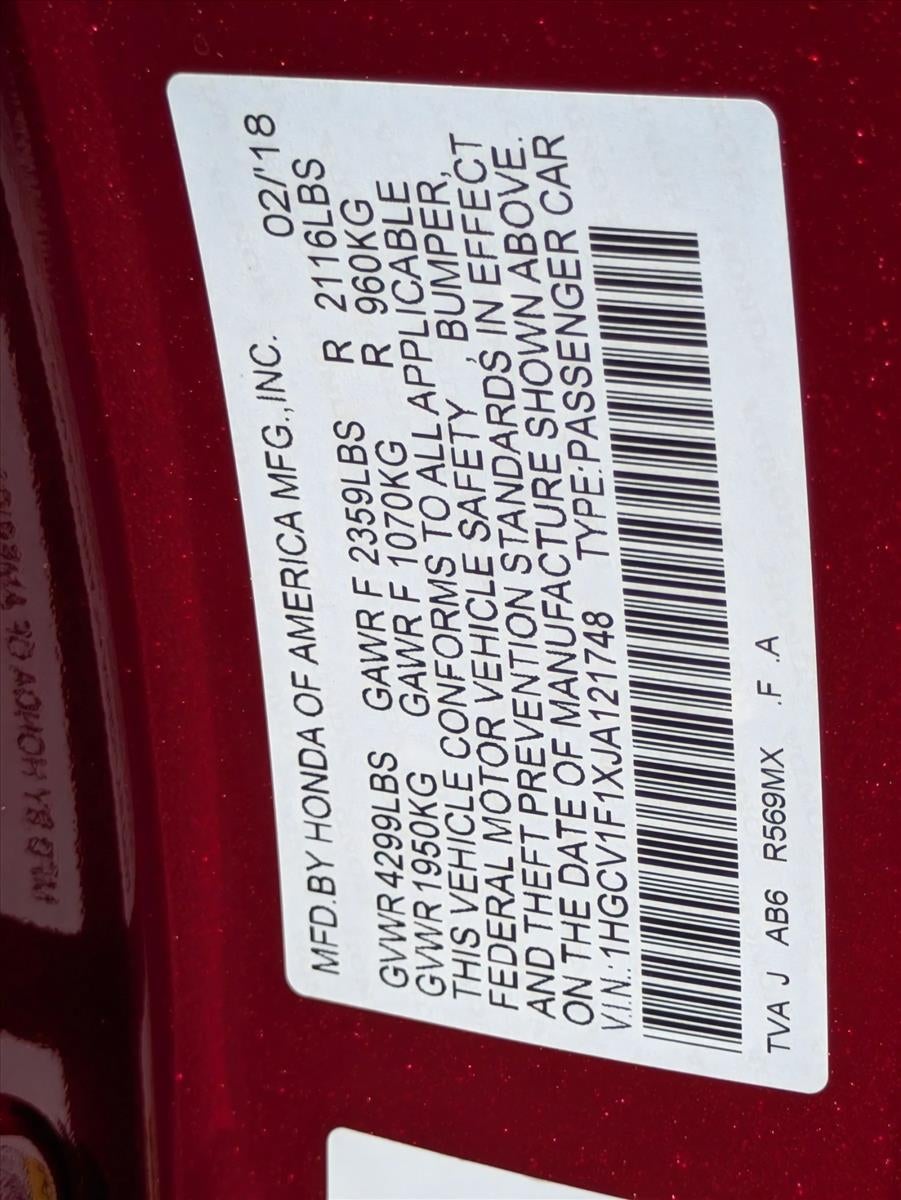 MFD.BY HONDA OF AMERICA MFG.,INC. 02/'18
GVWR 4299LBS GAWR F 2359LBS R 2116LBS
GVWR 1950KG GAWR F 1070KG R 960KG
THIS VEHICLE CONFORMS TO ALL APPLICABLE
FEDERAL MOTOR VEHICLE SAFETY, BUMPER,
AND THEFT PREVENTION STANDARDS IN EFFECT
ON THE DATE OF MANUFACTURE SHOWN ABOVE.
V.I.N.:1HGCV1F1XJA121748 TYPE:PASSENGER CAR
TVA J AB6 R569MX .F .A